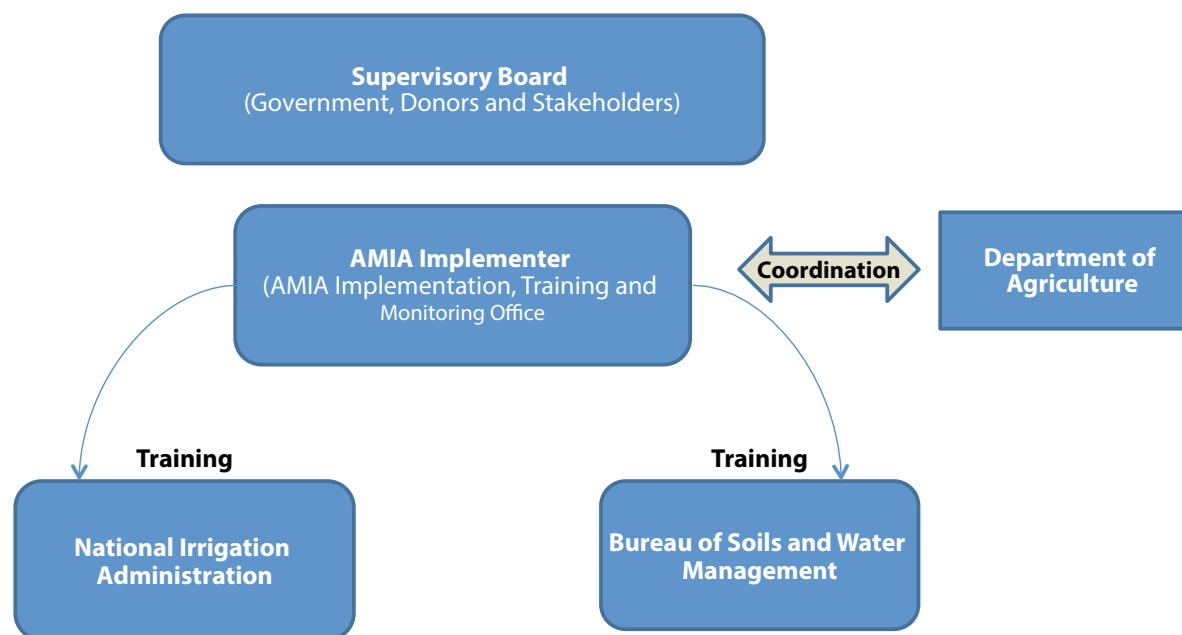 Supervisory Board
(Government, Donors and Stakeholders)
AMIA Implementer
(AMIA Implementation, Training and
Monitoring Office
Coordination
Department of
Agriculture
Training
Training
National Irrigation
Administration
Bureau of Soils and Water
Management